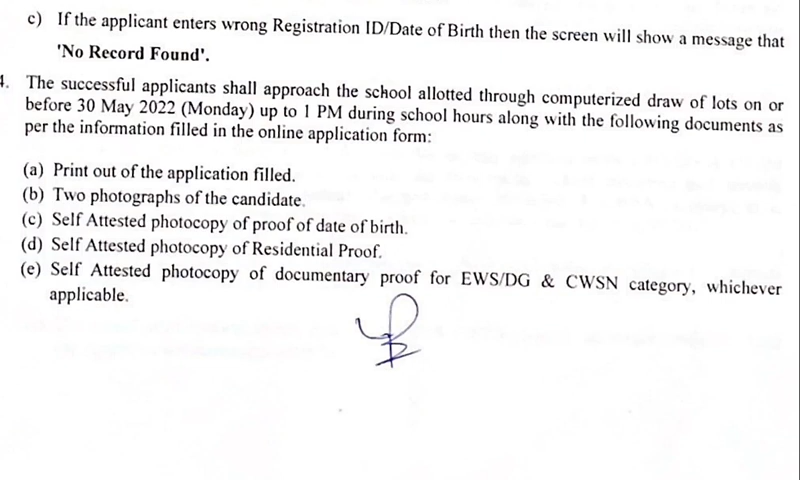 c) If the applicant enters wrong Registration ID/Date of Birth then the screen will show a message that
'No Record Found'.
4. The successful applicants shall approach the school allotted through computerized draw of lots on or
before 30 May 2022 (Monday) up to 1 PM during school hours along with the following documents as
per the information filled in the online application form:
(a) Print out of the application filled.
(b) Two photographs of the candidate.
(c) Self Attested photocopy of proof of date of birth.
(d) Self Attested photocopy of Residential Proof.
(e) Self Attested photocopy of documentary proof for EWS/DG & CWSN category, whichever
applicable.